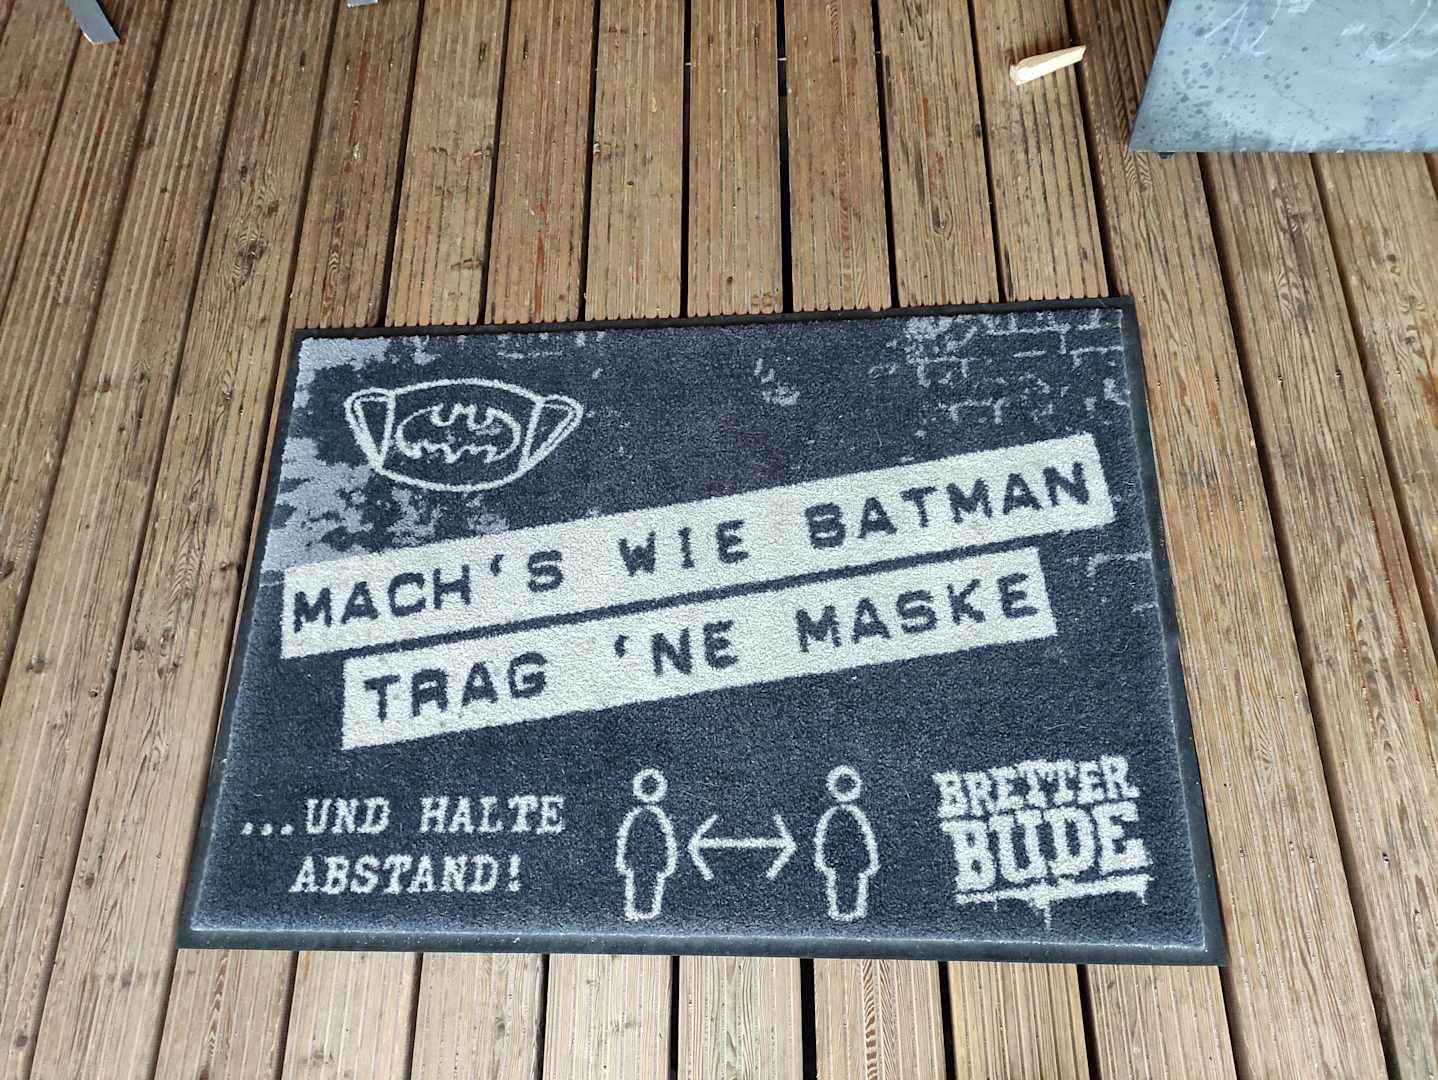 MACH'S WIE BATMAN
TRAG 'NE MASKE
...UND HALTE
ABSTAND!
BRETTER
BUDE